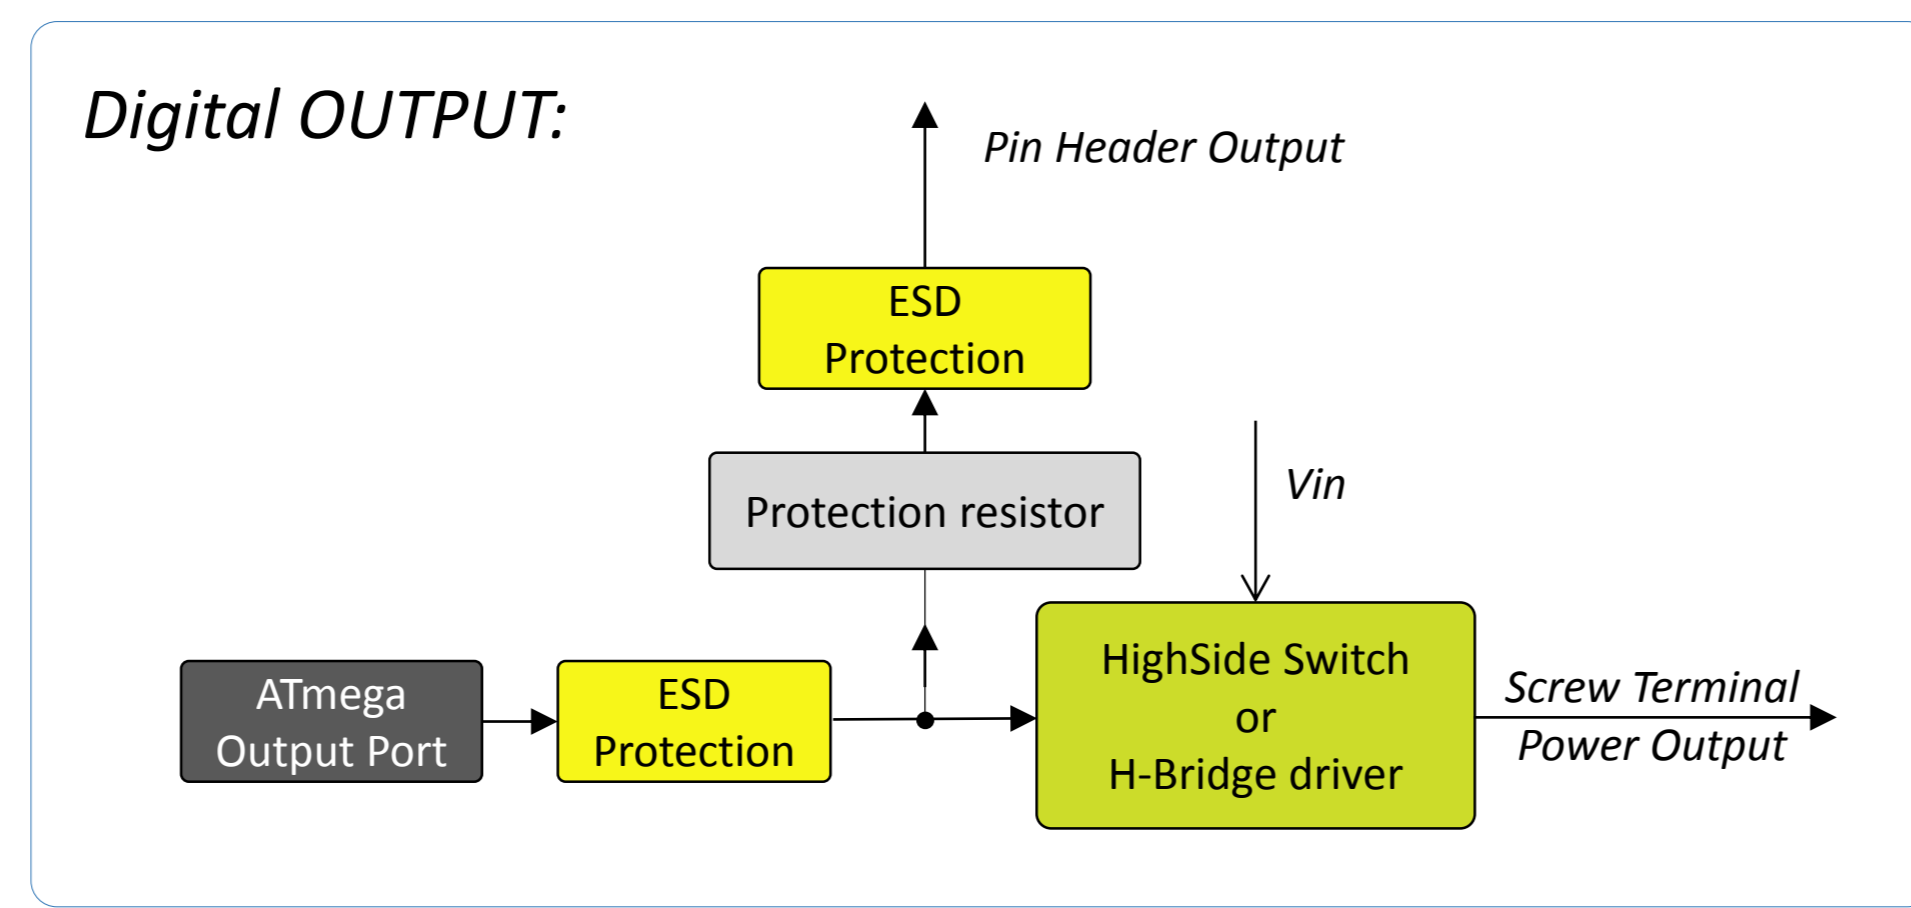 Digital OUTPUT:
Pin Header Output
ESD
Protection
Protection resistor
Vin
ATmega
Output Port
ESD
Protection
HighSide Switch
or
H-Bridge driver
Screw Terminal
Power Output